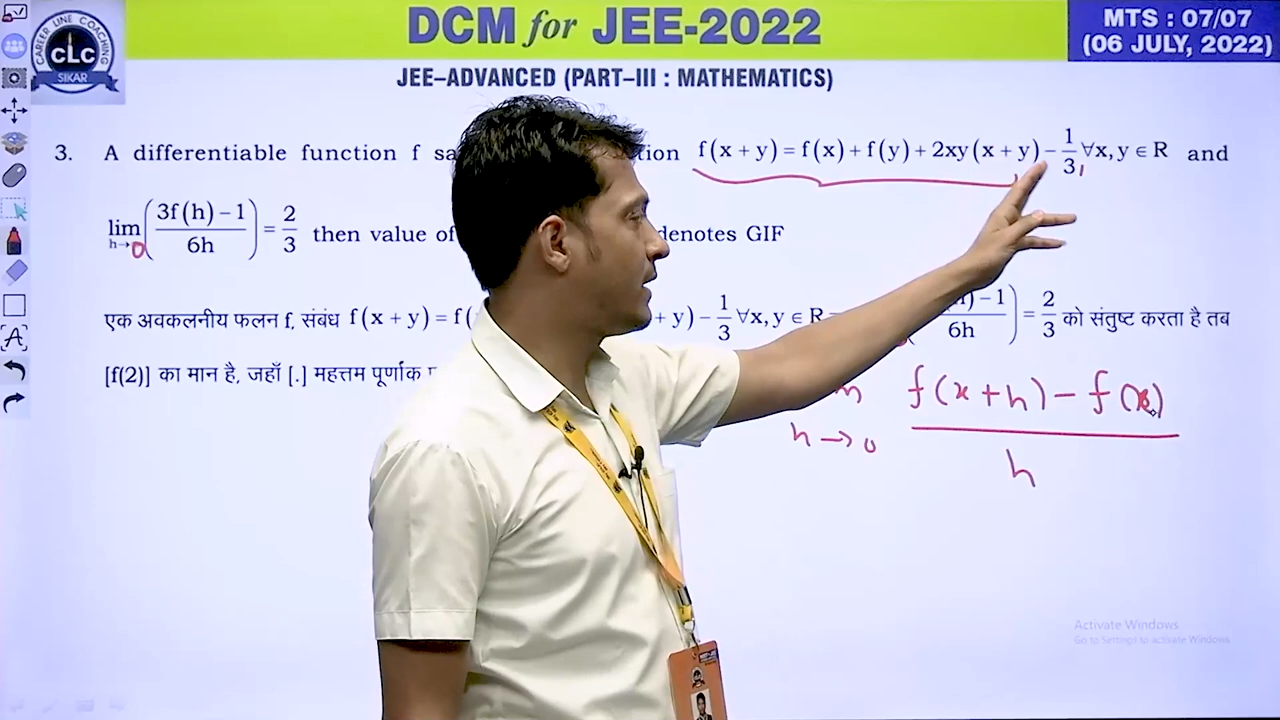 DCM for JEE-2022
MTS : 07/07
(06 JULY, 2022)
CAREER LINE COACHING
CLC
SIKAR
JEE–ADVANCED (PART–III : MATHEMATICS)
3. A differentiable function f f(x + y) = f(x) + f(y) + 2xy(x + y) − 1/3 ∀x, y ∈ R and
lim h→0 ((3f(h) − 1)/6h) = 2/3 then value of denotes GIF
एक अवकलनीय फलन f, संबंध f(x + y) = f( + y) − 1/3 ∀x, y ∈ R − 1)/6h) = 2/3 को संतुष्ट करता है तब
[f(2)] का मान है, जहाँ [.] महत्तम पूर्णांक
h→0 (f(x+h) − f(x))/h
Activate Windows
Go to Settings to activate Windows.